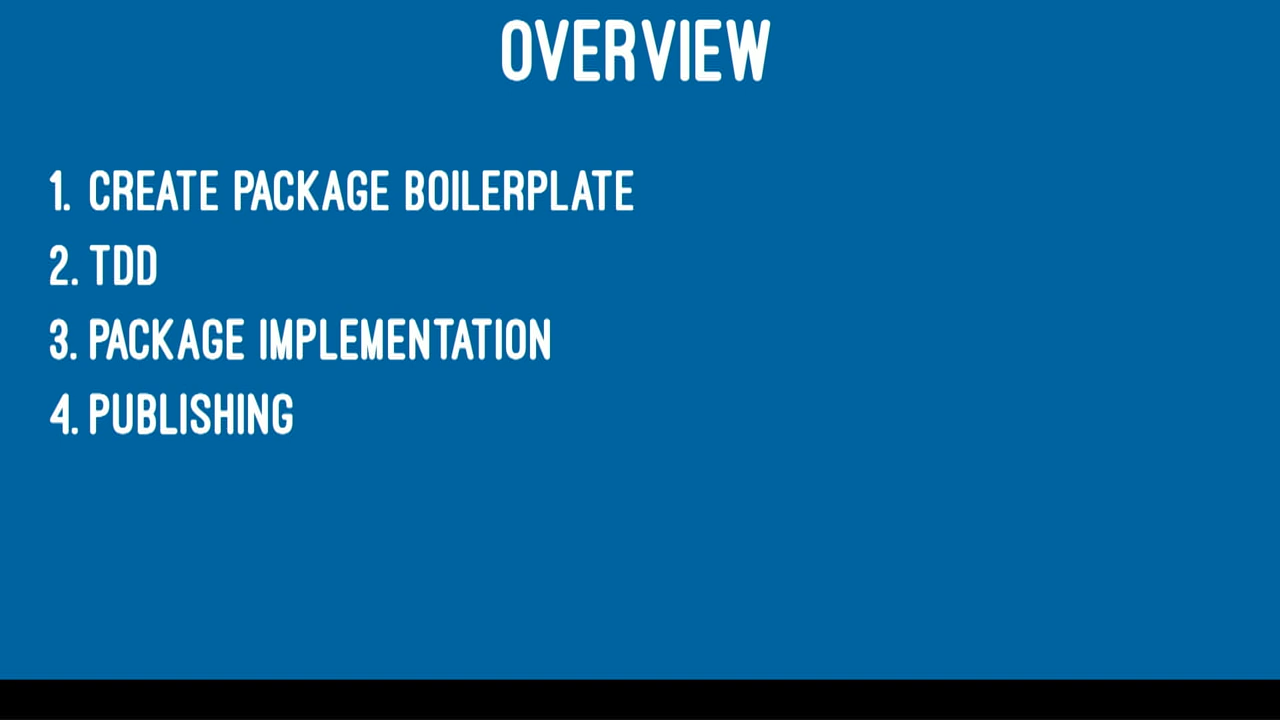 OVERVIEW
1. CREATE PACKAGE BOILERPLATE
2. TDD
3. PACKAGE IMPLEMENTATION
4. PUBLISHING